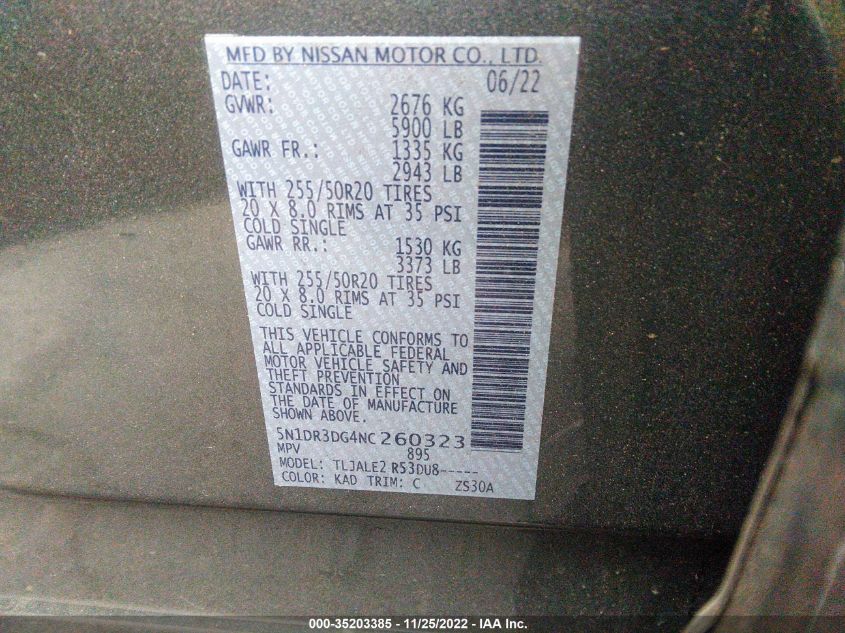 MFD BY NISSAN MOTOR CO., LTD.
DATE: 06/22
GVWR: 2676 KG
5900 LB
GAWR FR.: 1335 KG
2943 LB
WITH 255/50R20 TIRES
20 X 8.0 RIMS AT 35 PSI
COLD SINGLE
GAWR RR.: 1530 KG
3373 LB
WITH 255/50R20 TIRES
20 X 8.0 RIMS AT 35 PSI
COLD SINGLE
THIS VEHICLE CONFORMS TO
ALL APPLICABLE FEDERAL
MOTOR VEHICLE SAFETY AND
THEFT PREVENTION
STANDARDS IN EFFECT ON
THE DATE OF MANUFACTURE
SHOWN ABOVE.
5N1DR3DG4NC260323
MPV 895
MODEL: TLJALE2 R53DU8-----
COLOR: KAD TRIM: C ZS30A
000-35203385 - 11/25/2022 - IAA Inc.